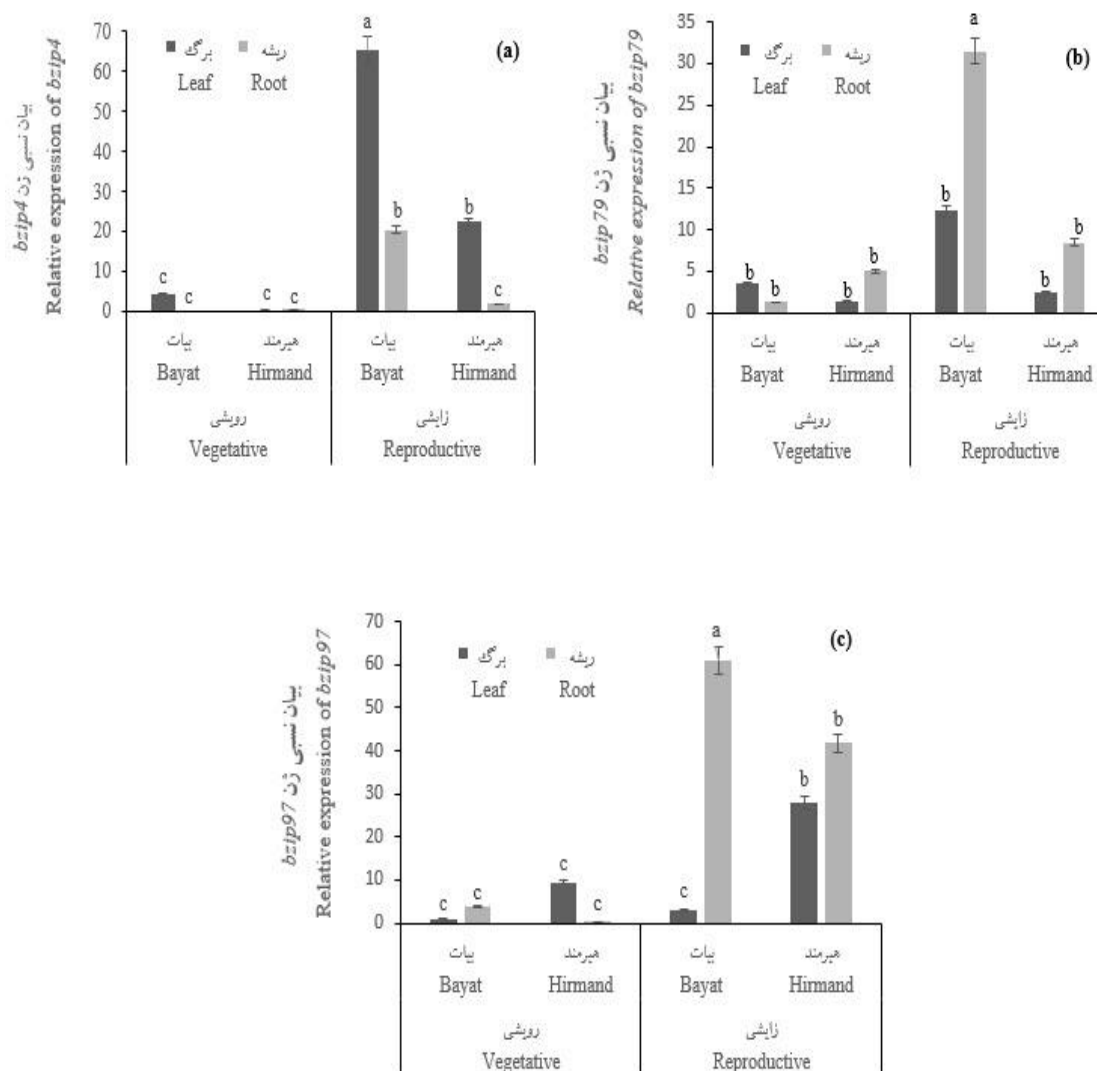 بیان نسبی ژن bzip4
Relative expression of bzip4
70
60
50
40
30
20
10
0
برگ ریشه
Leaf Root
(a)
c c c c a b b c
بیات هیرمند بیات هیرمند
Bayat Hirmand Bayat Hirmand
رویشی زایشی
Vegetative Reproductive
بیان نسبی ژن bzip79
Relative expression of bzip79
35
30
25
20
15
10
5
0
برگ ریشه
Leaf Root
(b)
b b b b b a b b
بیات هیرمند بیات هیرمند
Bayat Hirmand Bayat Hirmand
رویشی زایشی
Vegetative Reproductive
بیان نسبی ژن bzip97
Relative expression of bzip97
70
60
50
40
30
20
10
0
برگ ریشه
Leaf Root
(c)
c c c c c a b b
بیات هیرمند بیات هیرمند
Bayat Hirmand Bayat Hirmand
رویشی زایشی
Vegetative Reproductive